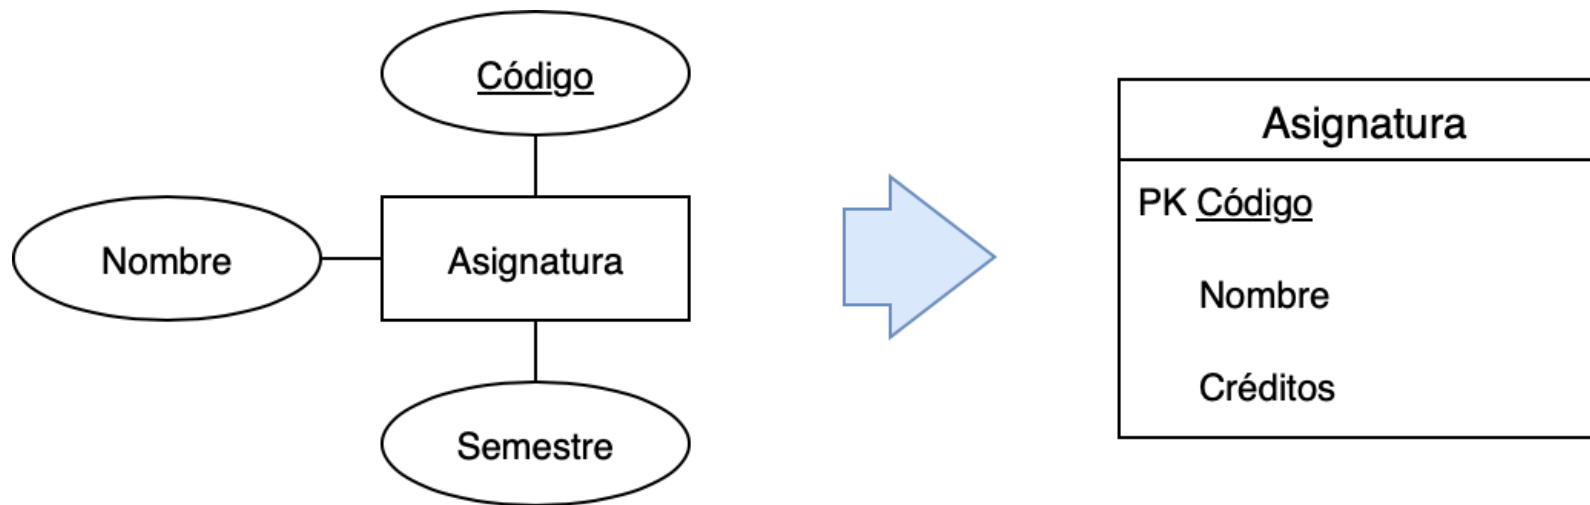 Código
Nombre
Asignatura
Semestre
Asignatura
PK Código
Nombre
Créditos